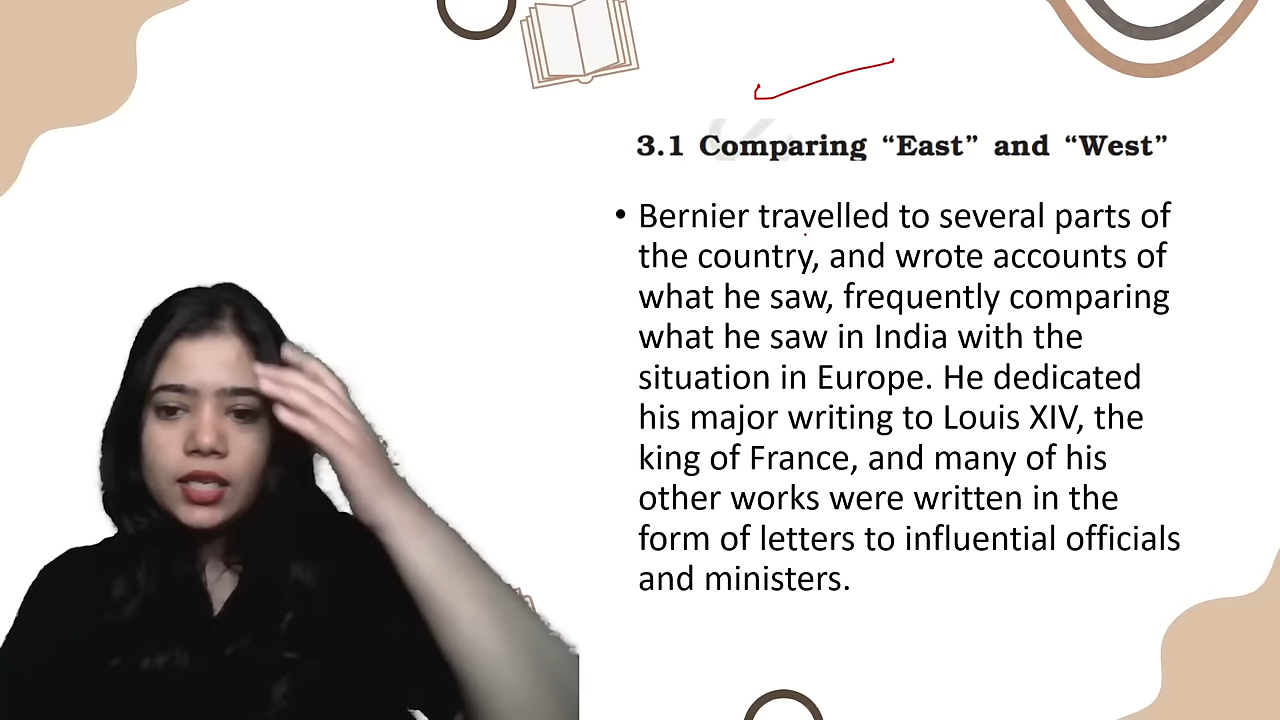 3.1 Comparing “East” and “West”
• Bernier travelled to several parts of
the country, and wrote accounts of
what he saw, frequently comparing
what he saw in India with the
situation in Europe. He dedicated
his major writing to Louis XIV, the
king of France, and many of his
other works were written in the
form of letters to influential officials
and ministers.